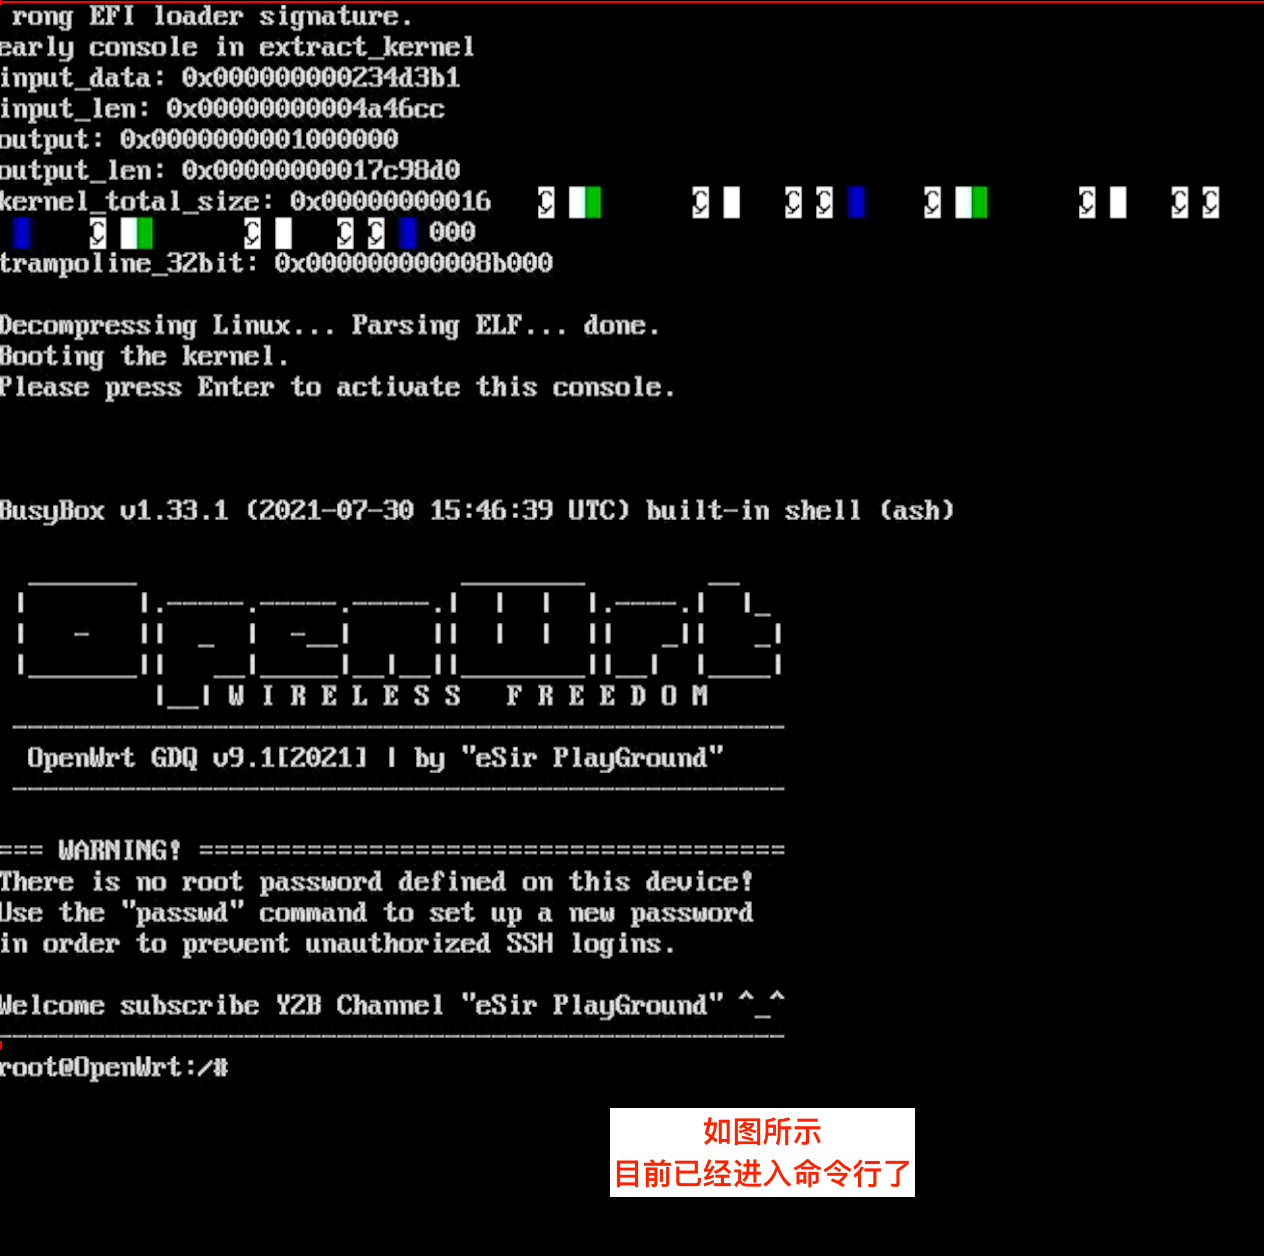 rong EFI loader signature.
early console in extract_kernel
input_data: 0x000000000234d3b1
input_len: 0x00000000004a46cc
output: 0x0000000001000000
output_len: 0x00000000017c98d0
kernel_total_size: 0x00000000016
000
trampoline_32bit: 0x000000000008b000
Decompressing Linux... Parsing ELF... done.
Booting the kernel.
Please press Enter to activate this console.
BusyBox v1.33.1 (2021-07-30 15:46:39 UTC) built-in shell (ash)
OpenWrt
W I R E L E S S F R E E D O M
OpenWrt GDQ v9.1[2021] | by "eSir PlayGround"
=== WARNING! =====================================
There is no root password defined on this device!
Use the "passwd" command to set up a new password
in order to prevent unauthorized SSH logins.
Welcome subscribe Y2B Channel "eSir PlayGround" ^_^
root@OpenWrt:/#
如图所示
目前已经进入命令行了